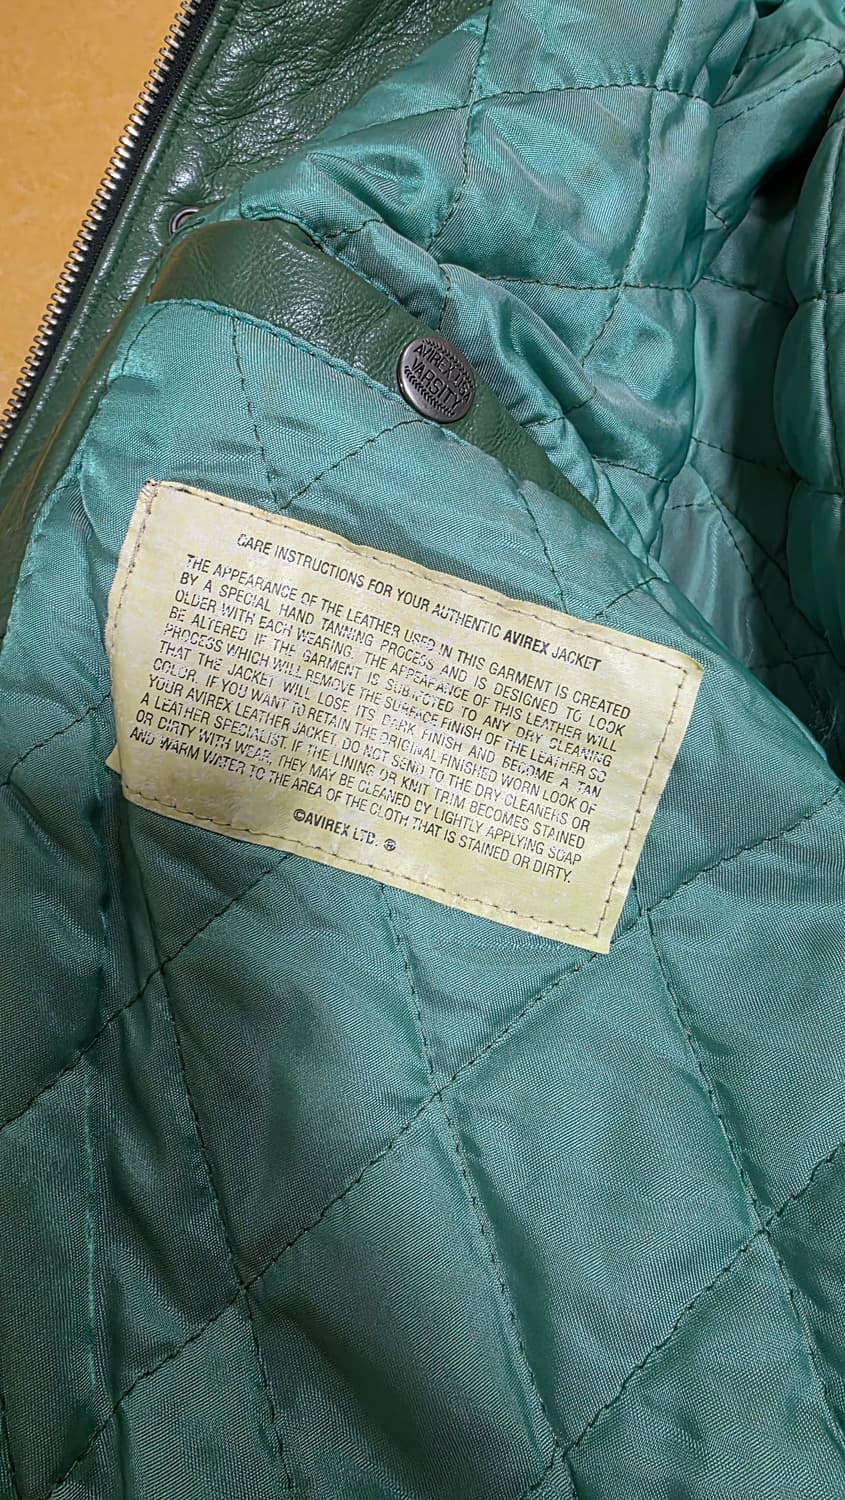 AVIREX USA
VARSITY
CARE INSTRUCTIONS FOR YOUR AUTHENTIC AVIREX JACKET
THE APPEARANCE OF THE LEATHER USED IN THIS GARMENT IS CREATED
BY A SPECIAL HAND TANNING PROCESS AND IS DESIGNED TO LOOK
OLDER WITH EACH WEARING. THE APPEARANCE OF THIS LEATHER WILL
BE ALTERED IF THE GARMENT IS SUBJECTED TO ANY DRY CLEANING
PROCESS WHICH WILL REMOVE THE SURFACE FINISH OF THE LEATHER SO
THAT THE JACKET WILL LOSE ITS DARK FINISH AND BECOME A TAN
COLOR. IF YOU WANT TO RETAIN THE ORIGINAL FINISHED WORN LOOK OF
YOUR AVIREX LEATHER JACKET, DO NOT SEND TO THE DRY CLEANERS OR
A LEATHER SPECIALIST. IF THE LINING OR KNIT TRIM BECOMES STAINED
OR DIRTY WITH WEAR, THEY MAY BE CLEANED BY LIGHTLY APPLYING SOAP
AND WARM WATER TO THE AREA OF THE CLOTH THAT IS STAINED OR DIRTY.
©AVIREX LTD. ®